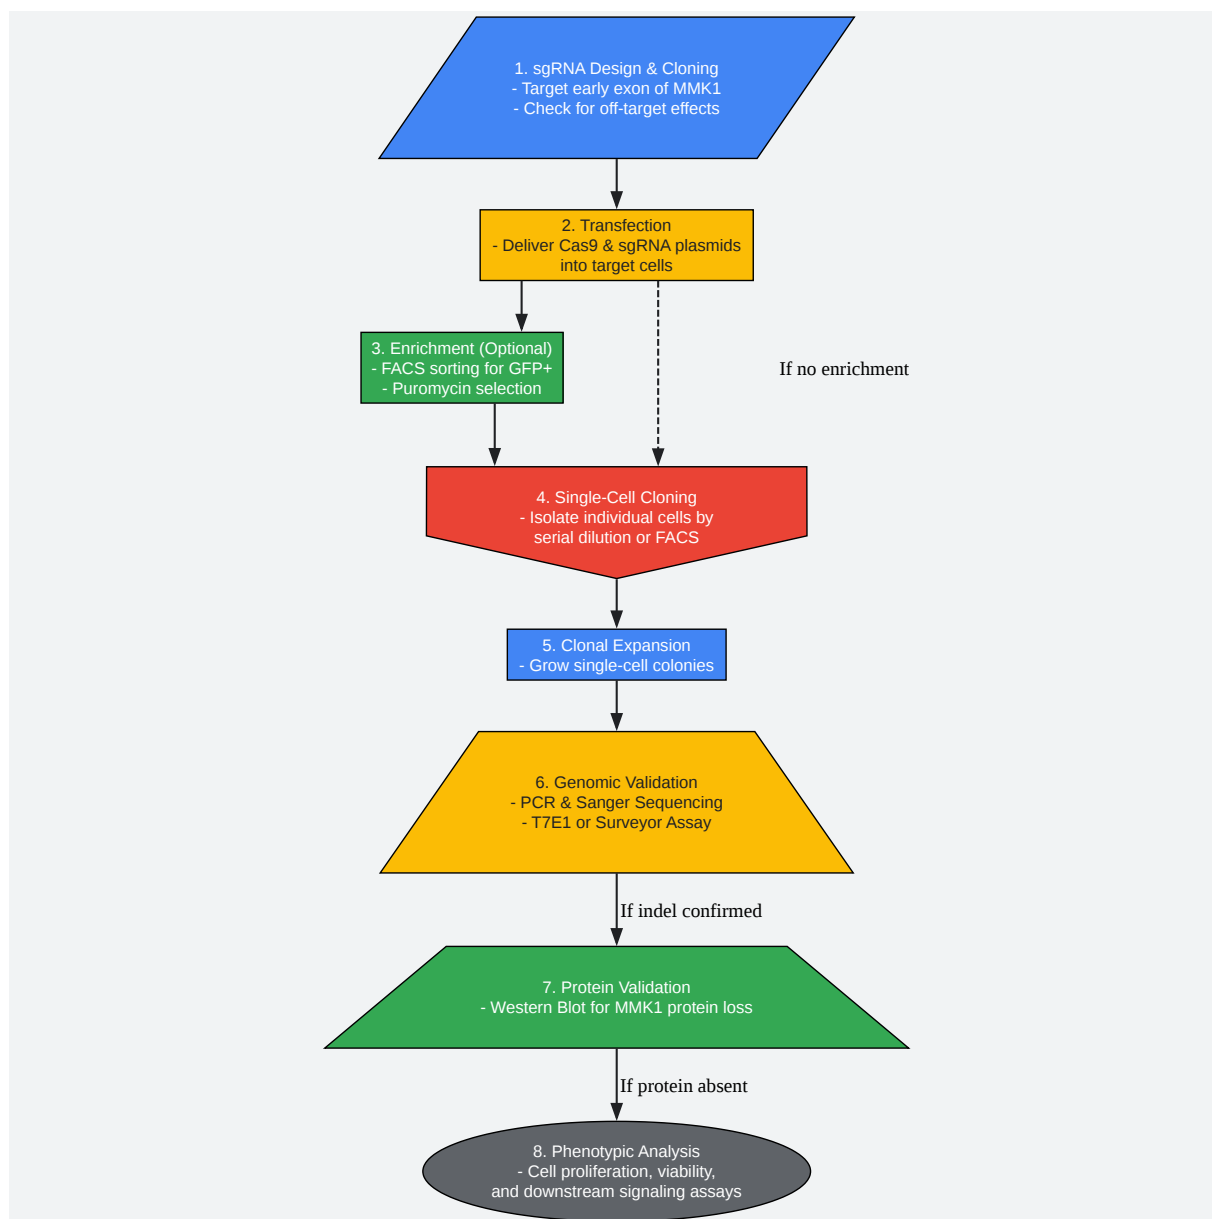 1. sgRNA Design & Cloning
- Target early exon of MMK1
- Check for off-target effects
2. Transfection
- Deliver Cas9 & sgRNA plasmids
into target cells
3. Enrichment (Optional)
- FACS sorting for GFP+
- Puromycin selection
If no enrichment
4. Single-Cell Cloning
- Isolate individual cells by
serial dilution or FACS
5. Clonal Expansion
- Grow single-cell colonies
6. Genomic Validation
- PCR & Sanger Sequencing
- T7E1 or Surveyor Assay
If indel confirmed
7. Protein Validation
- Western Blot for MMK1 protein loss
If protein absent
8. Phenotypic Analysis
- Cell proliferation, viability,
and downstream signaling assays